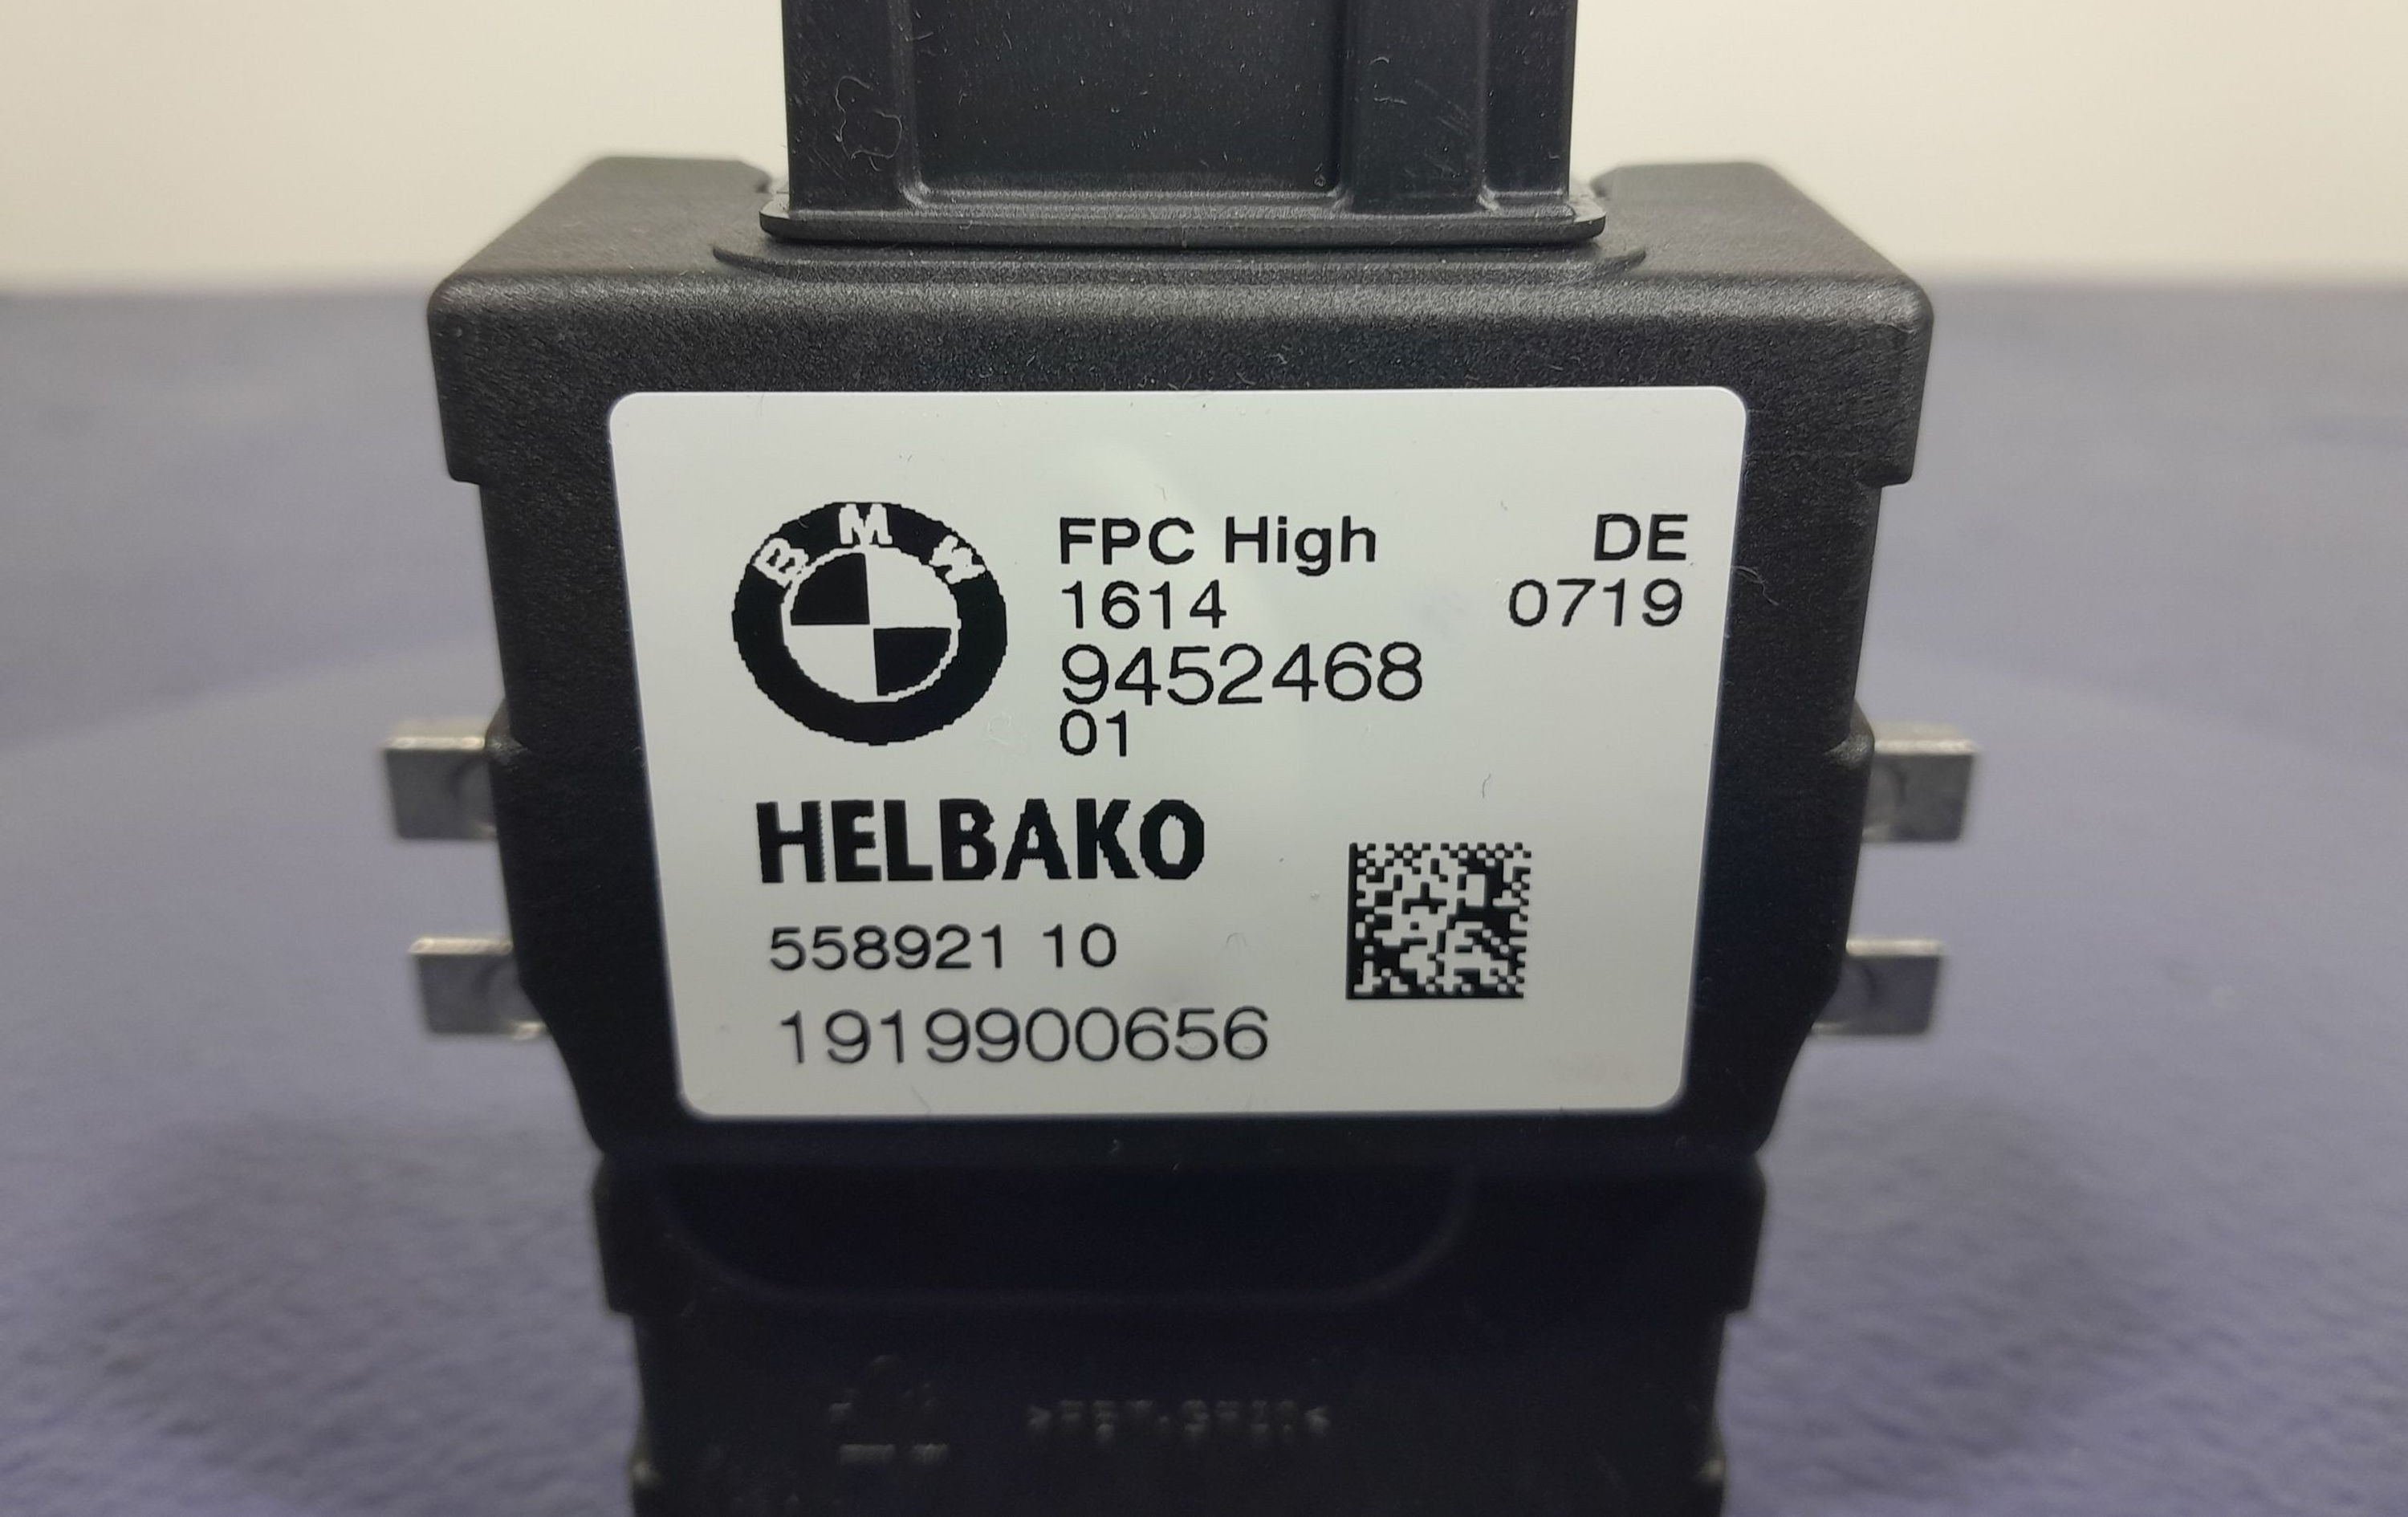 BMW
FPC High DE
1614 0719
9452468
01
HELBAKO
558921 10
1919900656